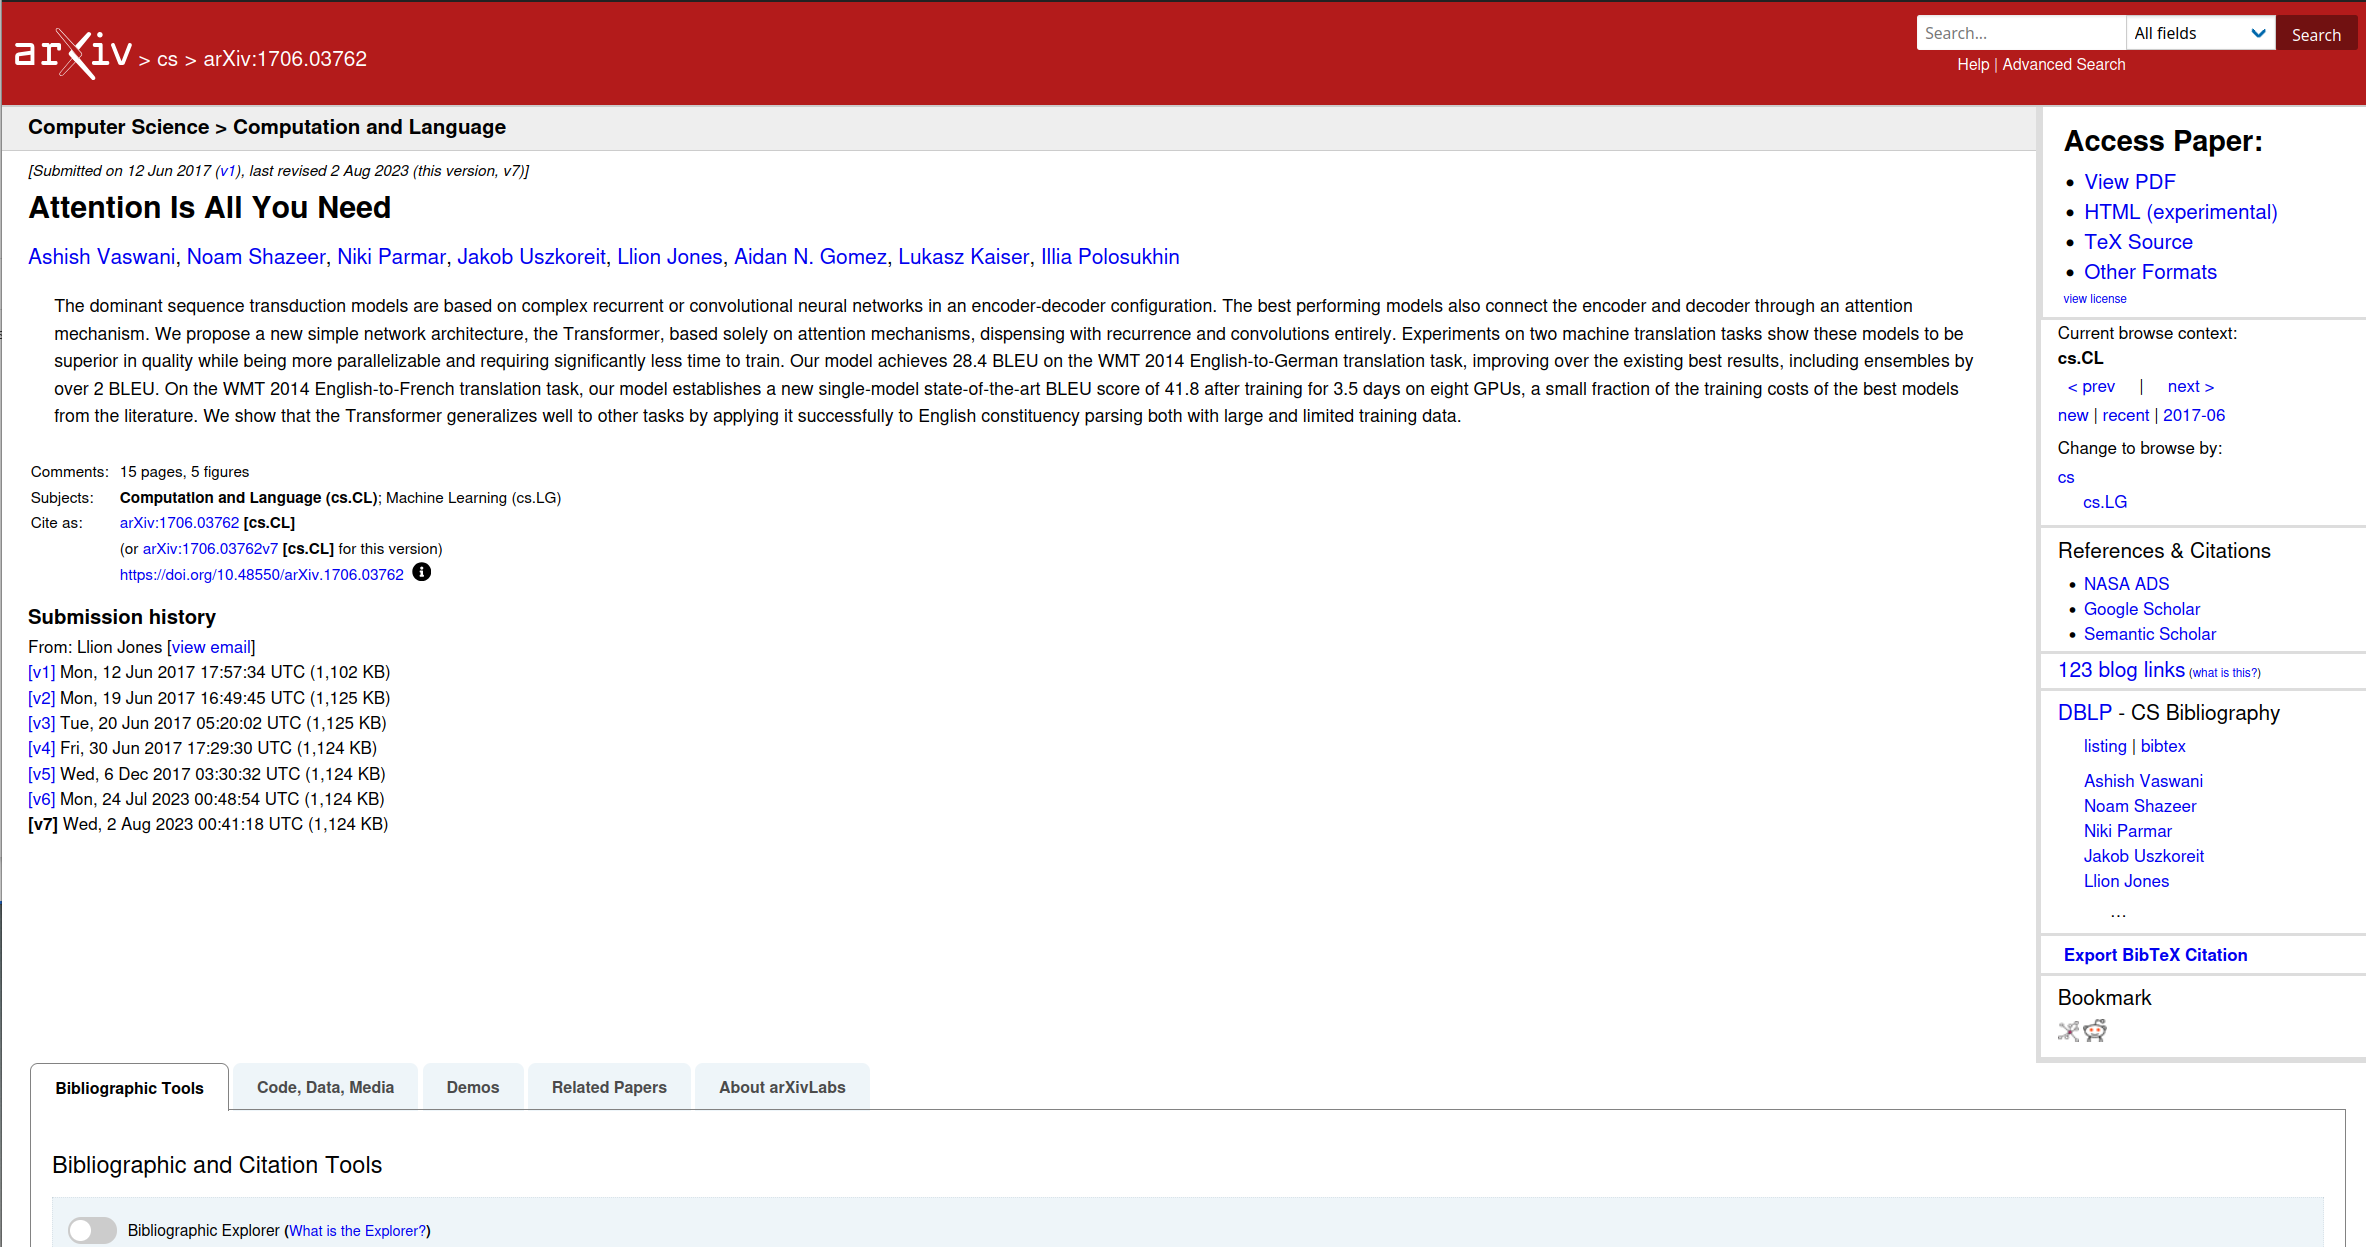 arXiv > cs > arXiv:1706.03762
Search...
All fields
Search
Help | Advanced Search
Computer Science > Computation and Language
[Submitted on 12 Jun 2017 (v1), last revised 2 Aug 2023 (this version, v7)]
Attention Is All You Need
Ashish Vaswani, Noam Shazeer, Niki Parmar, Jakob Uszkoreit, Llion Jones, Aidan N. Gomez, Lukasz Kaiser, Illia Polosukhin
The dominant sequence transduction models are based on complex recurrent or convolutional neural networks in an encoder-decoder configuration. The best performing models also connect the encoder and decoder through an attention
mechanism. We propose a new simple network architecture, the Transformer, based solely on attention mechanisms, dispensing with recurrence and convolutions entirely. Experiments on two machine translation tasks show these models to be
superior in quality while being more parallelizable and requiring significantly less time to train. Our model achieves 28.4 BLEU on the WMT 2014 English-to-German translation task, improving over the existing best results, including ensembles by
over 2 BLEU. On the WMT 2014 English-to-French translation task, our model establishes a new single-model state-of-the-art BLEU score of 41.8 after training for 3.5 days on eight GPUs, a small fraction of the training costs of the best models
from the literature. We show that the Transformer generalizes well to other tasks by applying it successfully to English constituency parsing both with large and limited training data.
Comments: 15 pages, 5 figures
Subjects: Computation and Language (cs.CL); Machine Learning (cs.LG)
Cite as: arXiv:1706.03762 [cs.CL]
(or arXiv:1706.03762v7 [cs.CL] for this version)
https://doi.org/10.48550/arXiv.1706.03762
Submission history
From: Llion Jones [view email]
[v1] Mon, 12 Jun 2017 17:57:34 UTC (1,102 KB)
[v2] Mon, 19 Jun 2017 16:49:45 UTC (1,125 KB)
[v3] Tue, 20 Jun 2017 05:20:02 UTC (1,125 KB)
[v4] Fri, 30 Jun 2017 17:29:30 UTC (1,124 KB)
[v5] Wed, 6 Dec 2017 03:30:32 UTC (1,124 KB)
[v6] Mon, 24 Jul 2023 00:48:54 UTC (1,124 KB)
[v7] Wed, 2 Aug 2023 00:41:18 UTC (1,124 KB)
Access Paper:
View PDF
HTML (experimental)
TeX Source
Other Formats
view license
Current browse context:
cs.CL
< prev | next >
new | recent | 2017-06
Change to browse by:
cs
cs.LG
References & Citations
NASA ADS
Google Scholar
Semantic Scholar
123 blog links (what is this?)
DBLP - CS Bibliography
listing | bibtex
Ashish Vaswani
Noam Shazeer
Niki Parmar
Jakob Uszkoreit
Llion Jones
...
Export BibTeX Citation
Bookmark
Bibliographic Tools
Code, Data, Media
Demos
Related Papers
About arXivLabs
Bibliographic and Citation Tools
Bibliographic Explorer (What is the Explorer?)